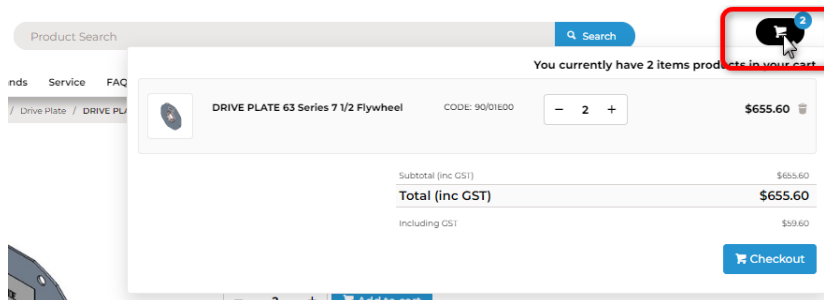 Product Search
Search
2
You currently have 2 items products in your cart
nds Service FAQ
/ Drive Plate / DRIVE PLA
DRIVE PLATE 63 Series 7 1/2 Flywheel CODE: 90/01E00 − 2 + $655.60
Subtotal (inc GST) $655.60
Total (inc GST) $655.60
Including GST $59.60
Checkout
− 2 + Add to cart